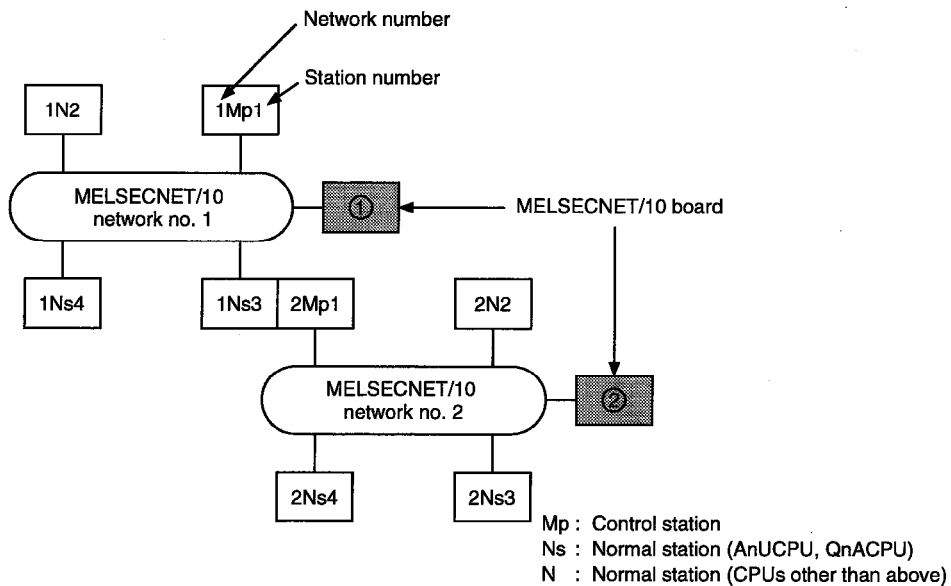 Network number
Station number
1N2
1Mp1
MELSECNET/10
network no. 1
①
MELSECNET/10 board
1Ns4
1Ns3
2Mp1
2N2
MELSECNET/10
network no. 2
②
2Ns4
2Ns3
Mp : Control station
Ns : Normal station (AnUCPU, QnACPU)
N : Normal station (CPUs other than above)